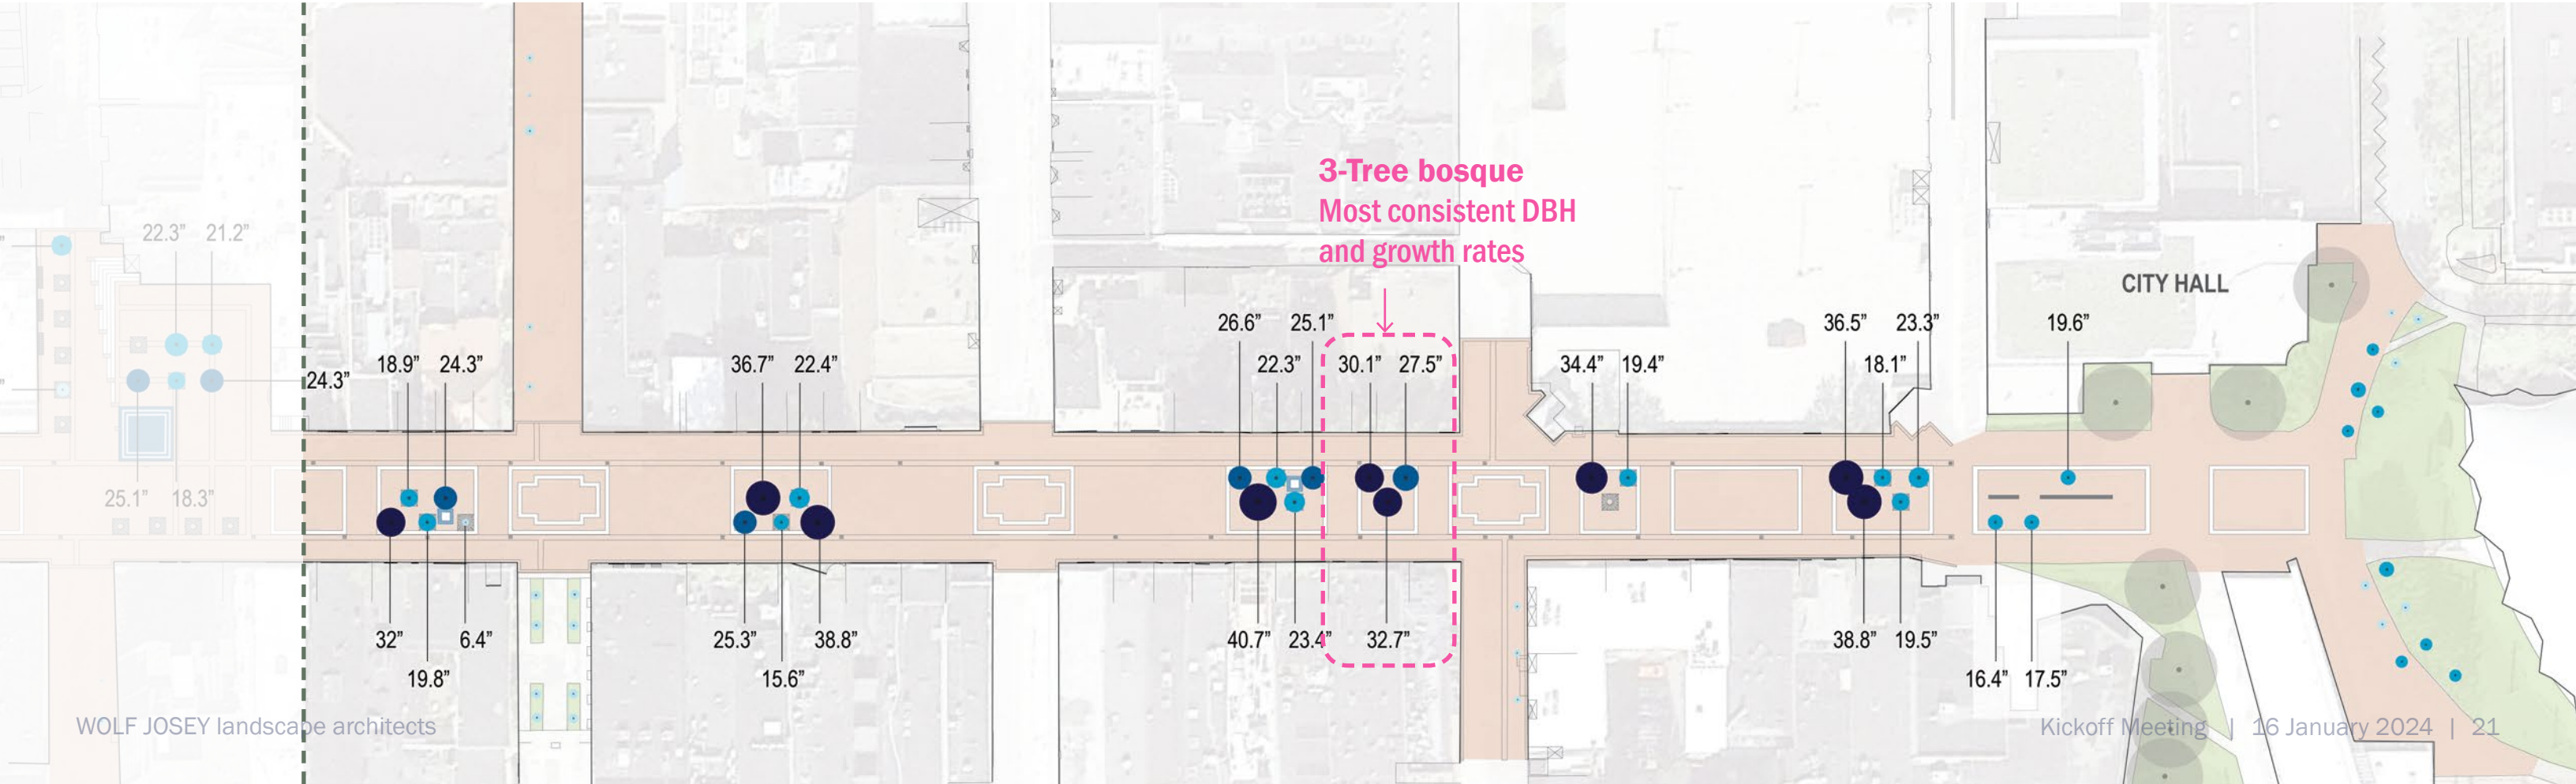 3-Tree bosque
Most consistent DBH
and growth rates
22.3” 21.2”
CITY HALL
26.6” 25.1” 36.5” 23.3” 19.6”
24.3” 18.9” 24.3” 36.7” 22.4” 22.3” 30.1” 27.5” 34.4” 19.4” 18.1”
25.1” 18.3”
32” 6.4” 25.3” 38.8” 40.7” 23.4” 32.7” 38.8” 19.5”
19.8” 15.6” 16.4” 17.5”
WOLF JOSEY landscape architects
Kickoff Meeting | 16 January 2024 | 21